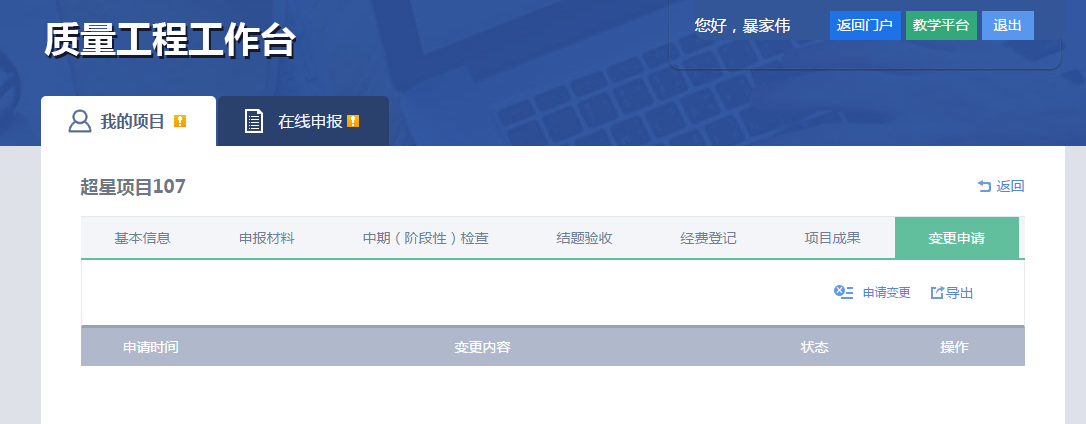 质量工程工作台
您好，暴家伟 返回门户 教学平台 退出
我的项目 在线申报
超星项目107 返回
基本信息 申报材料 中期（阶段性）检查 结题验收 经费登记 项目成果 变更申请
申请变更 导出
申请时间 变更内容 状态 操作